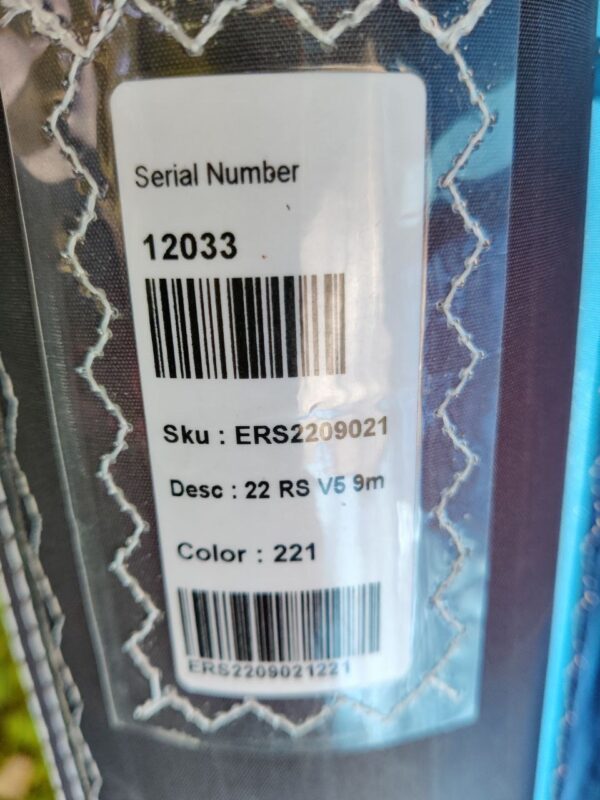 Serial Number
12033
Sku : ERS2209021
Desc : 22 RS V5 9m
Color : 221
ERS2209021221